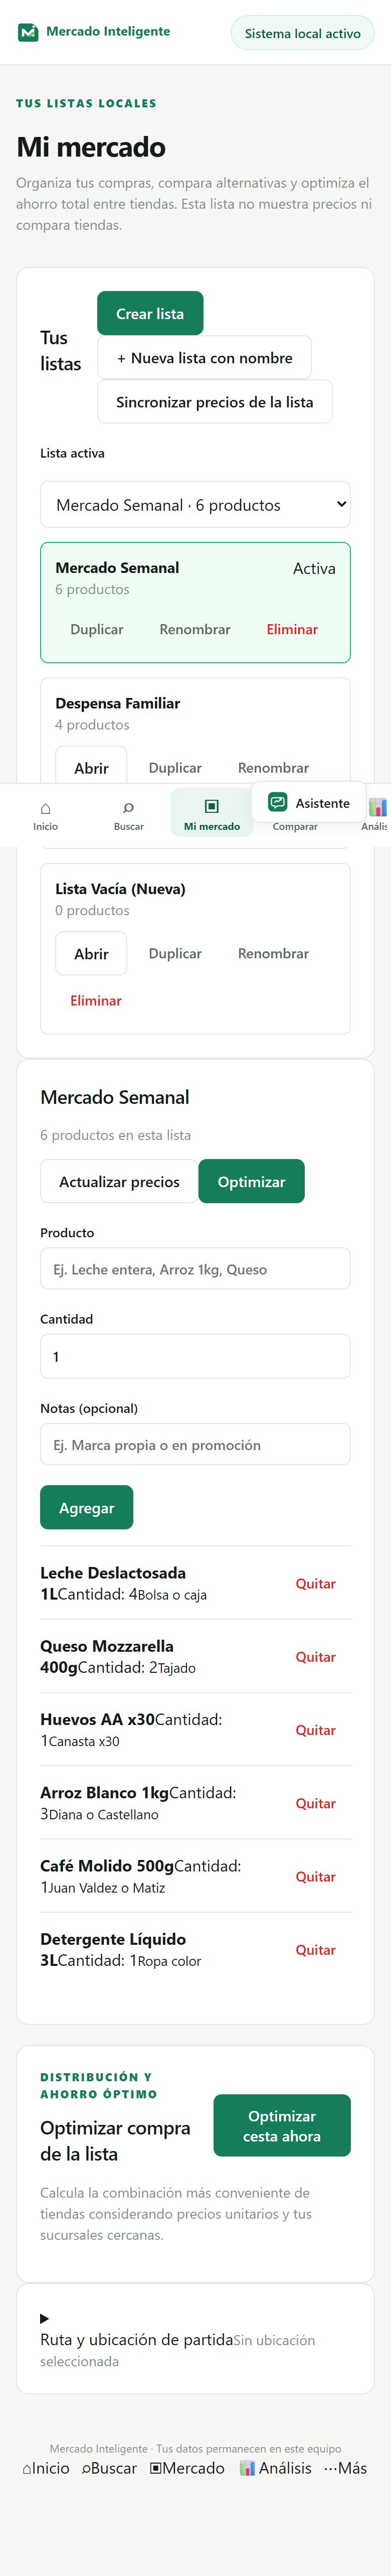 Mercado Inteligente
Sistema local activo
TUS LISTAS LOCALES
Mi mercado
Organiza tus compras, compara alternativas y optimiza el
ahorro total entre tiendas. Esta lista no muestra precios ni
compara tiendas.
Tus
listas
Crear lista
+ Nueva lista con nombre
Sincronizar precios de la lista
Lista activa
Mercado Semanal · 6 productos
Mercado Semanal
Activa
6 productos
Duplicar Renombrar Eliminar
Despensa Familiar
4 productos
Abrir Duplicar Renombrar
Asistente
Inicio Buscar Mi mercado Comparar Anális
Lista Vacía (Nueva)
0 productos
Abrir Duplicar Renombrar
Eliminar
Mercado Semanal
6 productos en esta lista
Actualizar precios Optimizar
Producto
Ej. Leche entera, Arroz 1kg, Queso
Cantidad
1
Notas (opcional)
Ej. Marca propia o en promoción
Agregar
Leche Deslactosada
1LCantidad: 4Bolsa o caja
Quitar
Queso Mozzarella
400gCantidad: 2Tajado
Quitar
Huevos AA x30Cantidad:
1Canasta x30
Quitar
Arroz Blanco 1kgCantidad:
3Diana o Castellano
Quitar
Café Molido 500gCantidad:
1Juan Valdez o Matiz
Quitar
Detergente Líquido
3LCantidad: 1Ropa color
Quitar
DISTRIBUCIÓN Y
AHORRO ÓPTIMO
Optimizar compra
de la lista
Optimizar
cesta ahora
Calcula la combinación más conveniente de
tiendas considerando precios unitarios y tus
sucursales cercanas.
Ruta y ubicación de partidaSin ubicación
seleccionada
Mercado Inteligente · Tus datos permanecen en este equipo
⌂Inicio ⌕Buscar ▣Mercado 📊Análisis ⋯Más